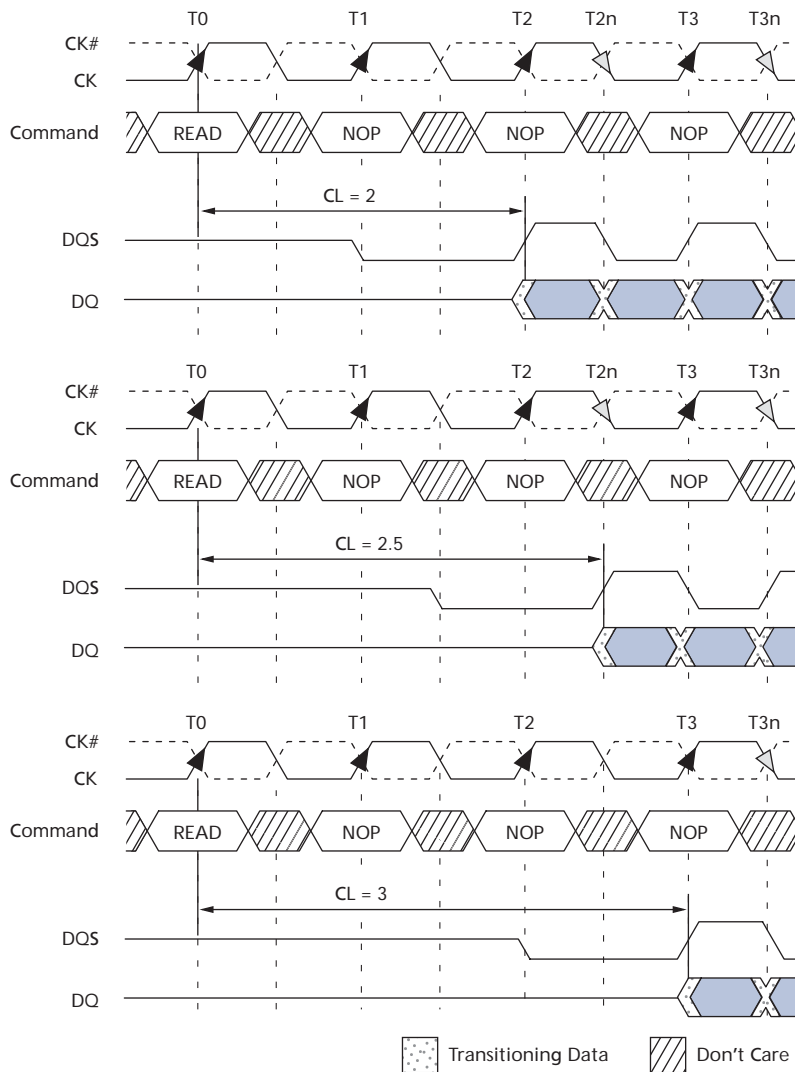 T0 T1 T2 T2n T3 T3n
CK#
CK
Command READ NOP NOP NOP
CL = 2
DQS
DQ
T0 T1 T2 T2n T3 T3n
CK#
CK
Command READ NOP NOP NOP
CL = 2.5
DQS
DQ
T0 T1 T2 T3 T3n
CK#
CK
Command READ NOP NOP NOP
CL = 3
DQS
DQ
Transitioning Data Don't Care